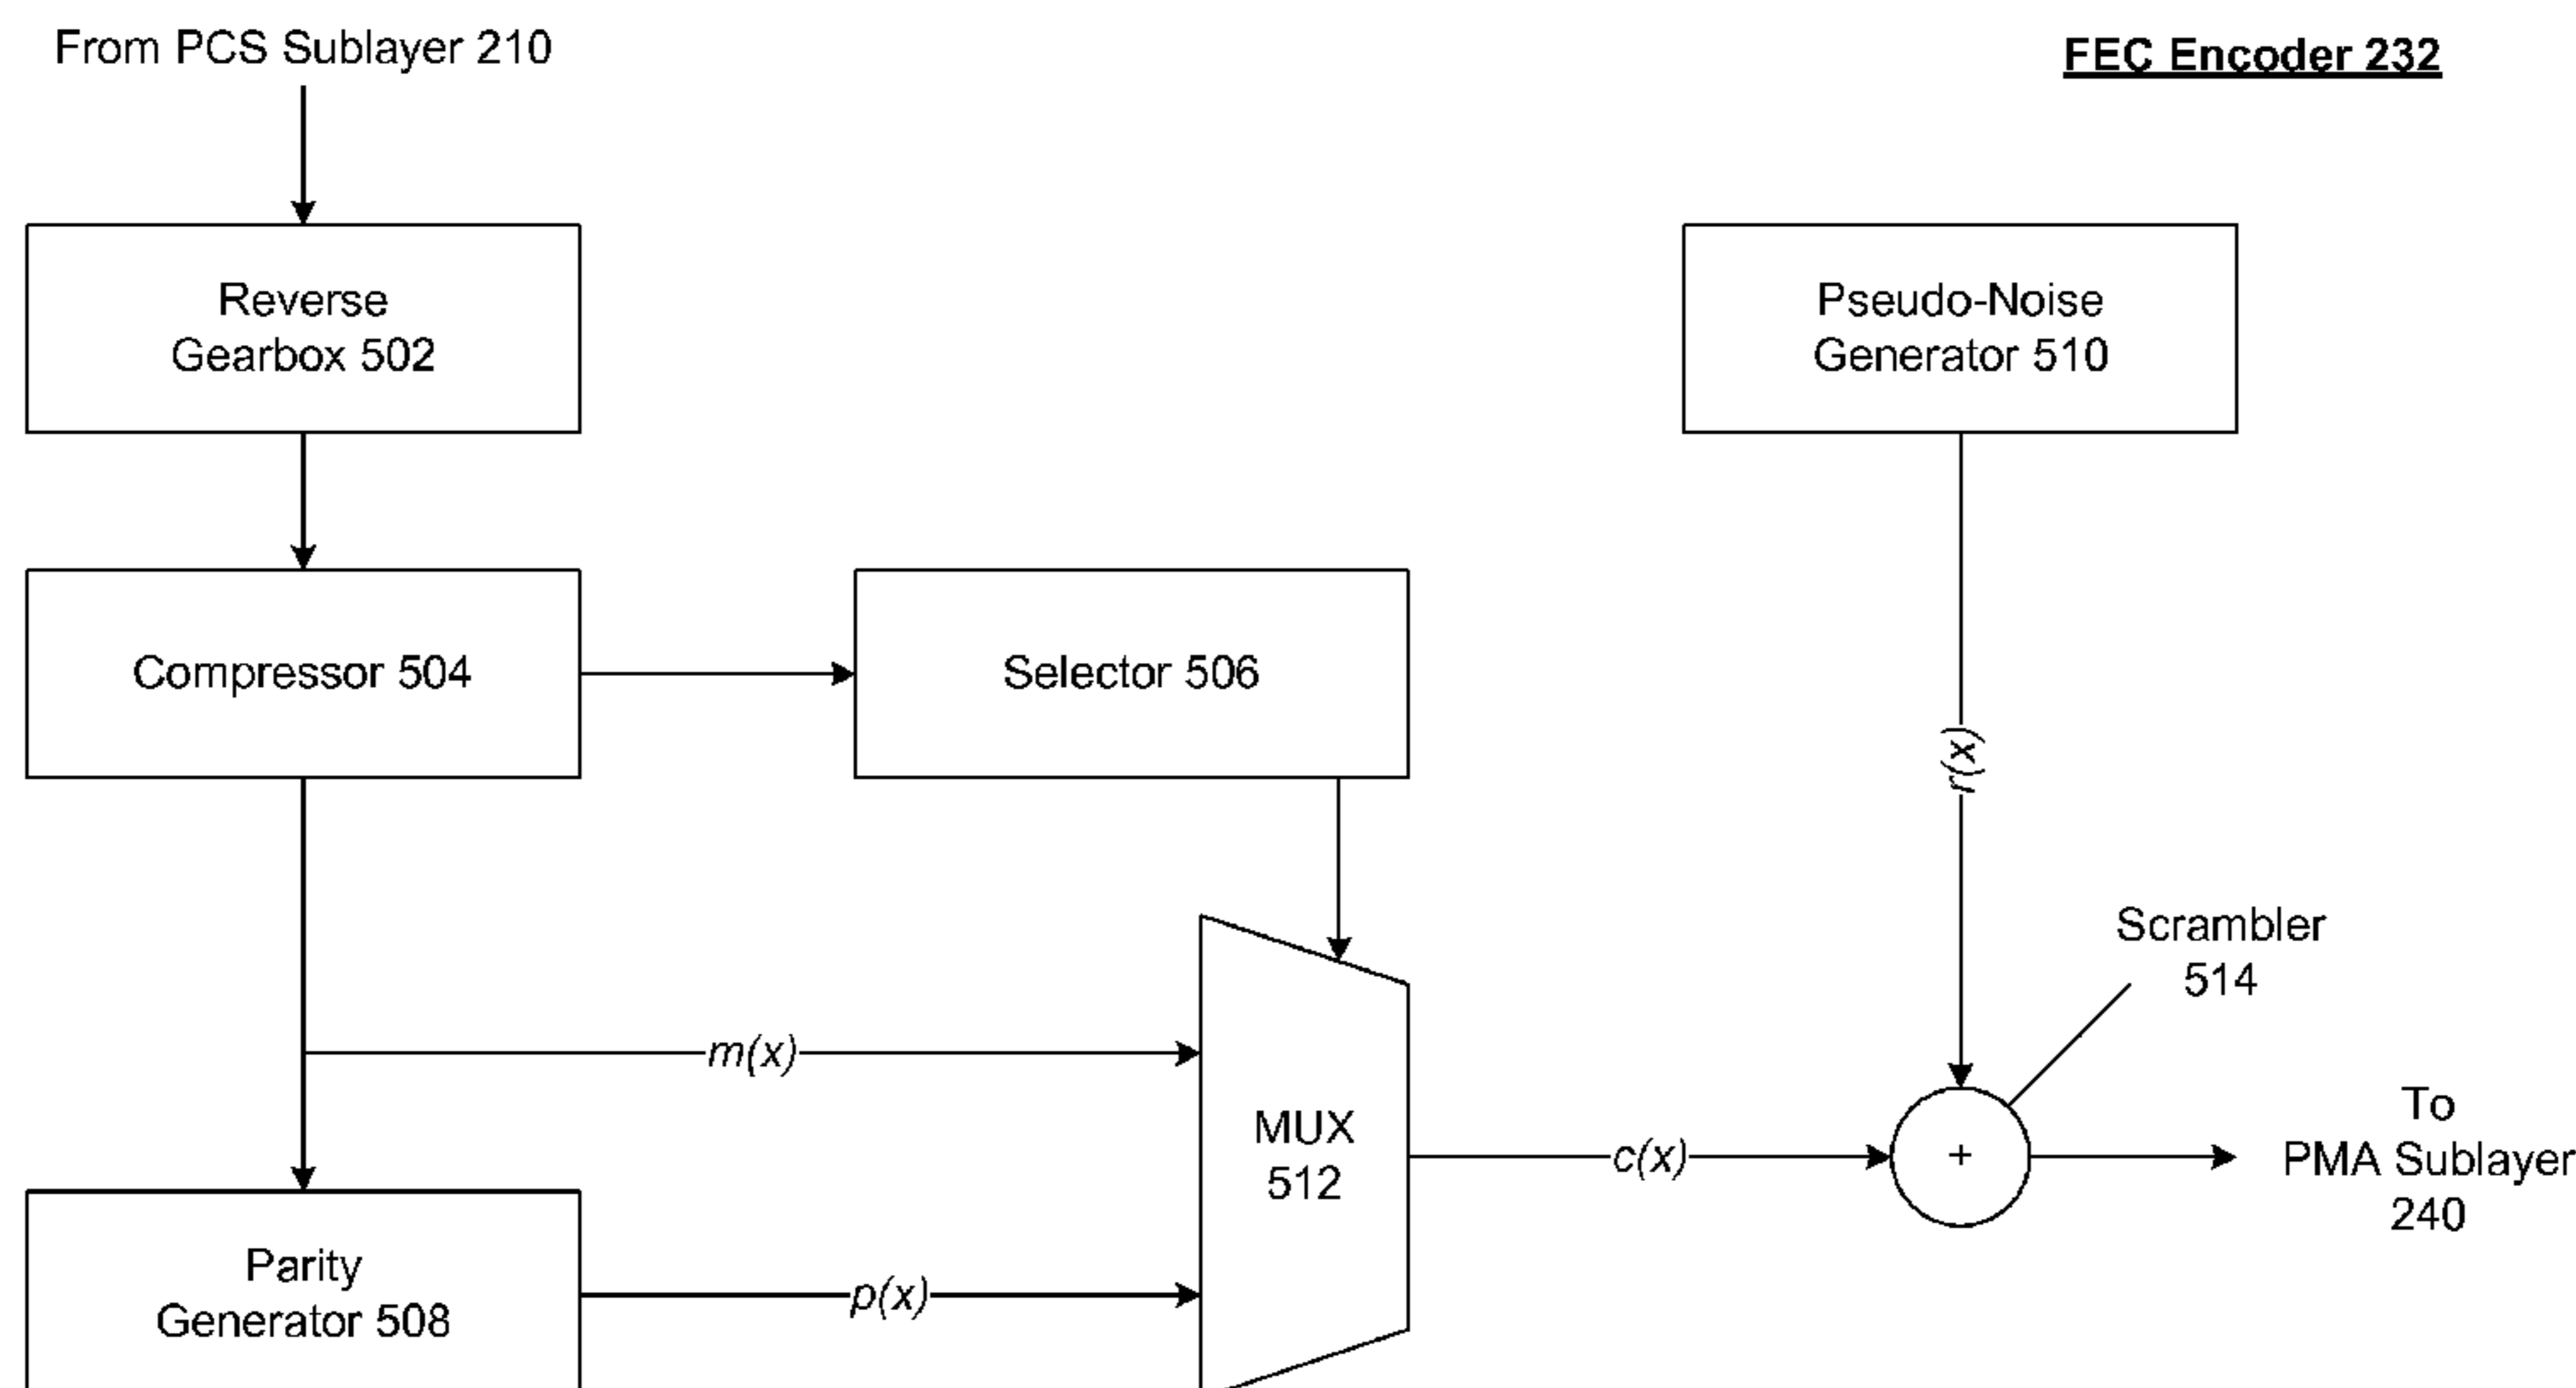 From PCS Sublayer 210
FEC Encoder 232
Reverse
Gearbox 502
Pseudo-Noise
Generator 510
Compressor 504
Selector 506
r(x)
Scrambler
514
m(x)
MUX
512
c(x)
+
To
PMA Sublayer
240
Parity
Generator 508
p(x)